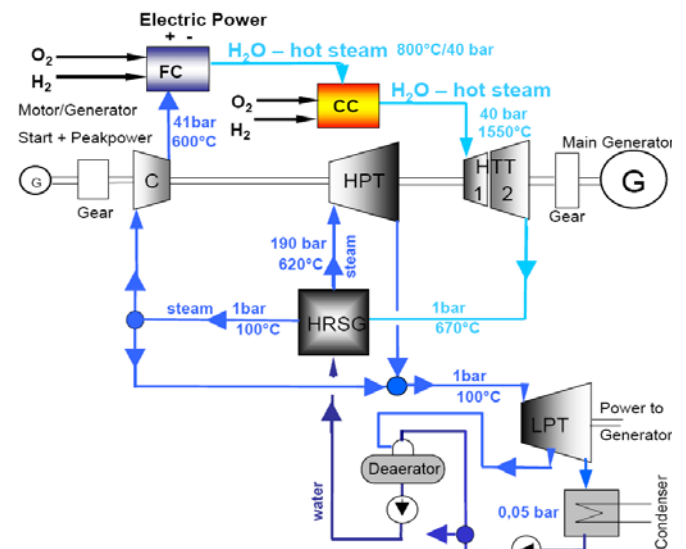 Electric Power
+ -
O2
H2
FC
H2O – hot steam 800°C/40 bar
O2
H2
CC
H2O – hot steam
40 bar
1550°C
Motor/Generator
Start + Peakpower
41bar
600°C
Main Generator
G
Gear
C
HPT
HTT
1 2
Gear
G
190 bar
620°C
steam
steam
1bar
100°C
HRSG
1bar
670°C
1bar
100°C
LPT
Power to
Generator
Deaerator
water
0,05 bar
Condenser